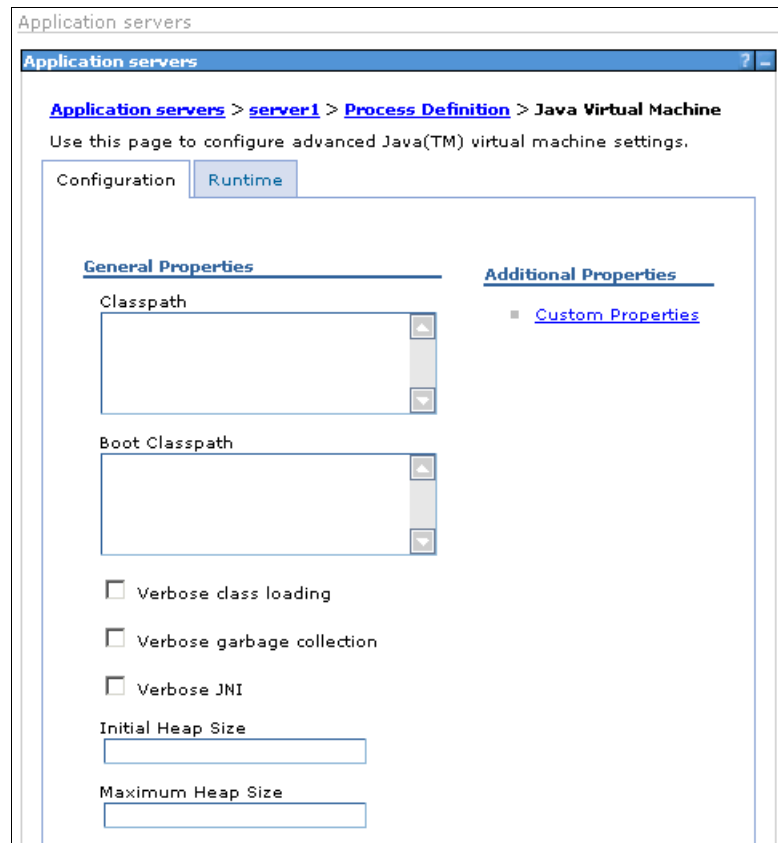 Application servers
Application servers ? _
Application servers > server1 > Process Definition > Java Virtual Machine
Use this page to configure advanced Java(TM) virtual machine settings.
Configuration Runtime
General Properties
Classpath
Boot Classpath
Verbose class loading
Verbose garbage collection
Verbose JNI
Initial Heap Size
Maximum Heap Size
Additional Properties
Custom Properties